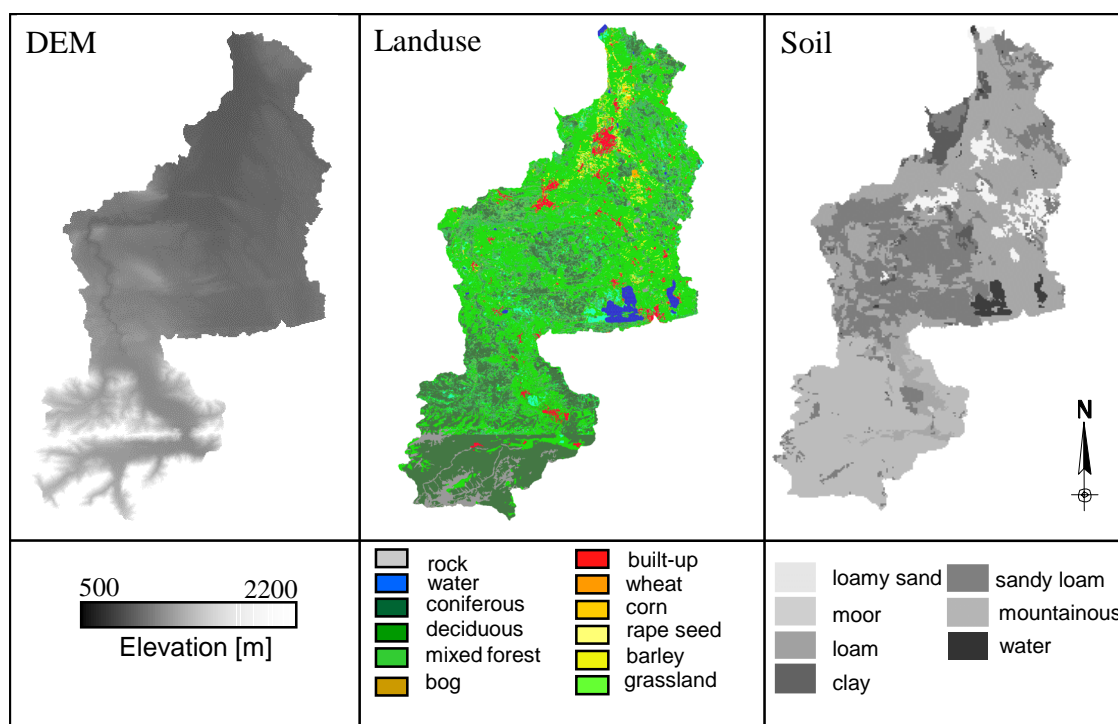 DEM
Landuse
Soil
N
500 2200
Elevation [m]
rock
water
coniferous
deciduous
mixed forest
bog
built-up
wheat
corn
rape seed
barley
grassland
loamy sand
moor
loam
clay
sandy loam
mountainous
water